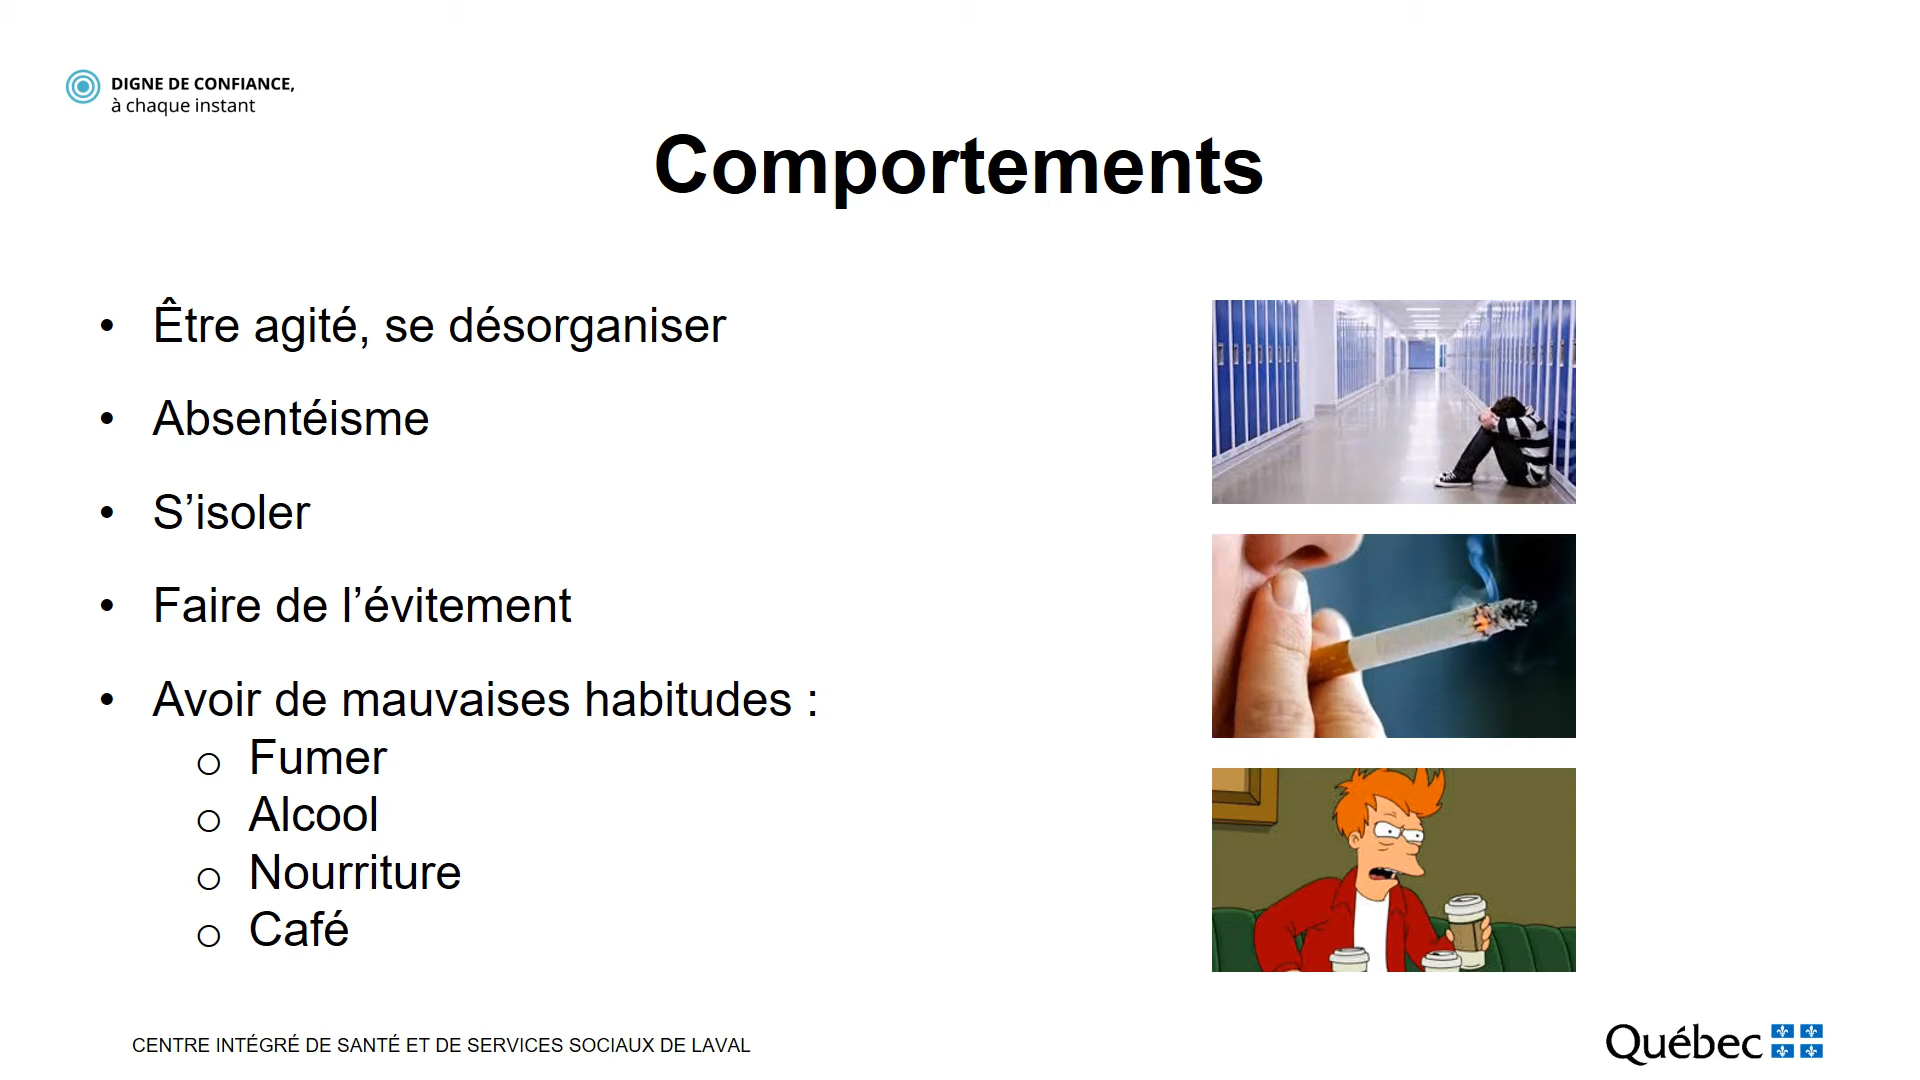 DIGNE DE CONFIANCE,
à chaque instant
Comportements
• Être agité, se désorganiser
• Absentéisme
• S’isoler
• Faire de l’évitement
• Avoir de mauvaises habitudes :
o Fumer
o Alcool
o Nourriture
o Café
CENTRE INTÉGRÉ DE SANTÉ ET DE SERVICES SOCIAUX DE LAVAL
Québec